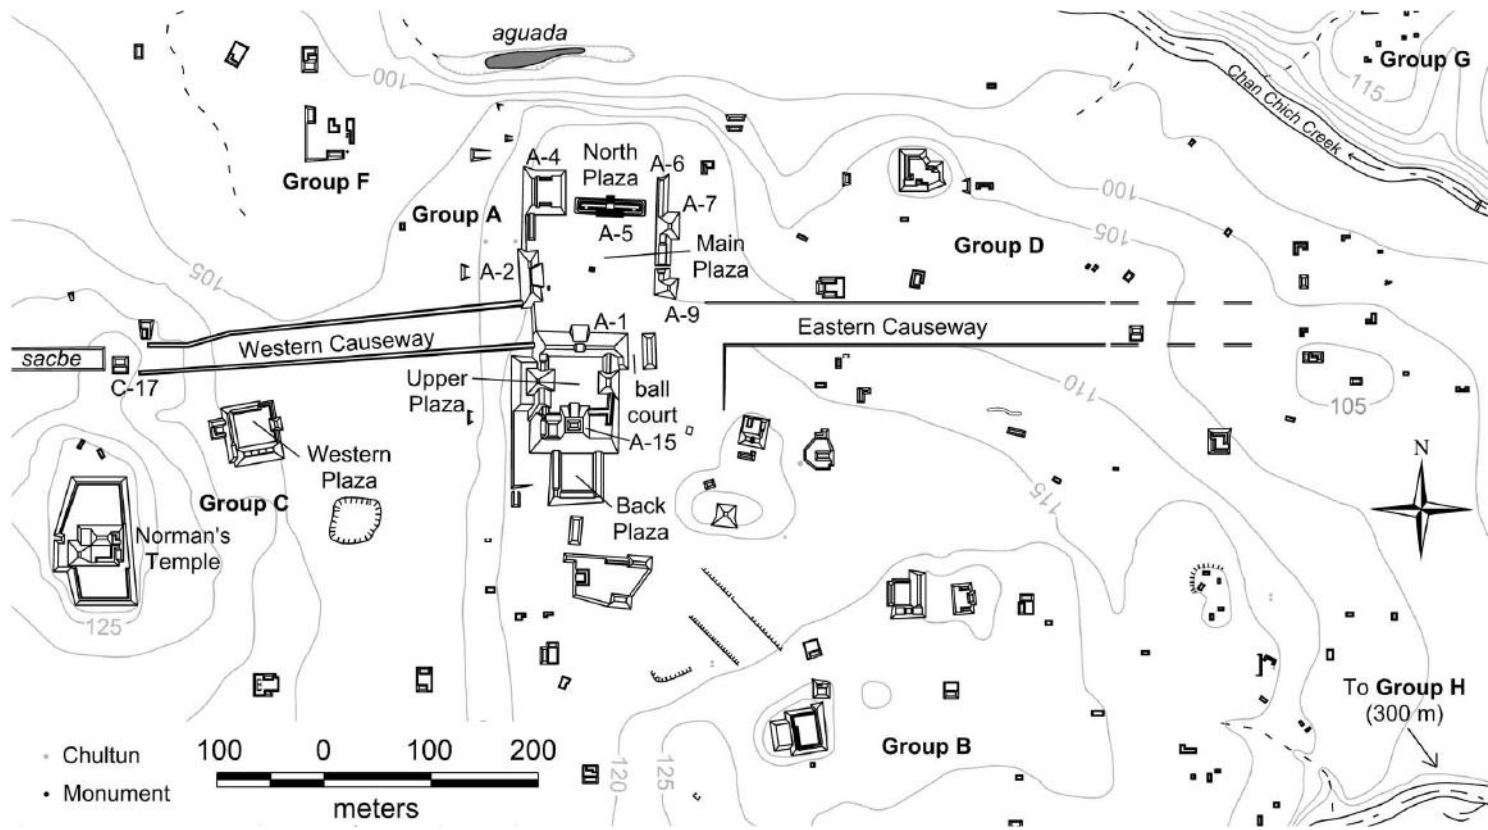 aguada
Group G
115
Chan Chich Creek
100
Group F
A-4
North
Plaza
A-6
A-7
Group A
A-5
Main
Plaza
A-2
Group D
100
105
105
A-9
A-1
Eastern Causeway
Western Causeway
sacbe
C-17
Upper
Plaza
ball
court
A-15
110
105
Western
Plaza
Group C
Back
Plaza
115
N
Norman's
Temple
125
To Group H
(300 m)
Group B
120
125
Chultun
Monument
100 0 100 200
meters